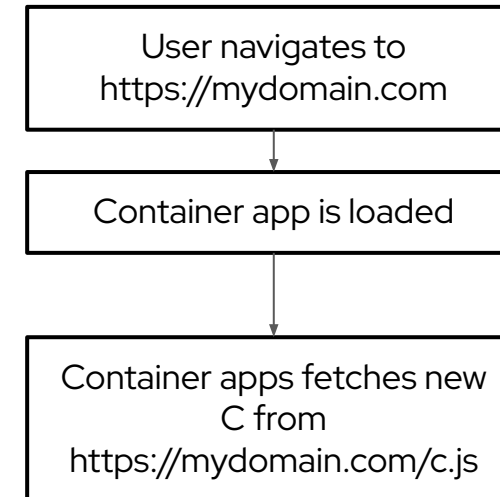 User navigates to
https://mydomain.com
Container app is loaded
Container apps fetches new
C from
https://mydomain.com/c.js